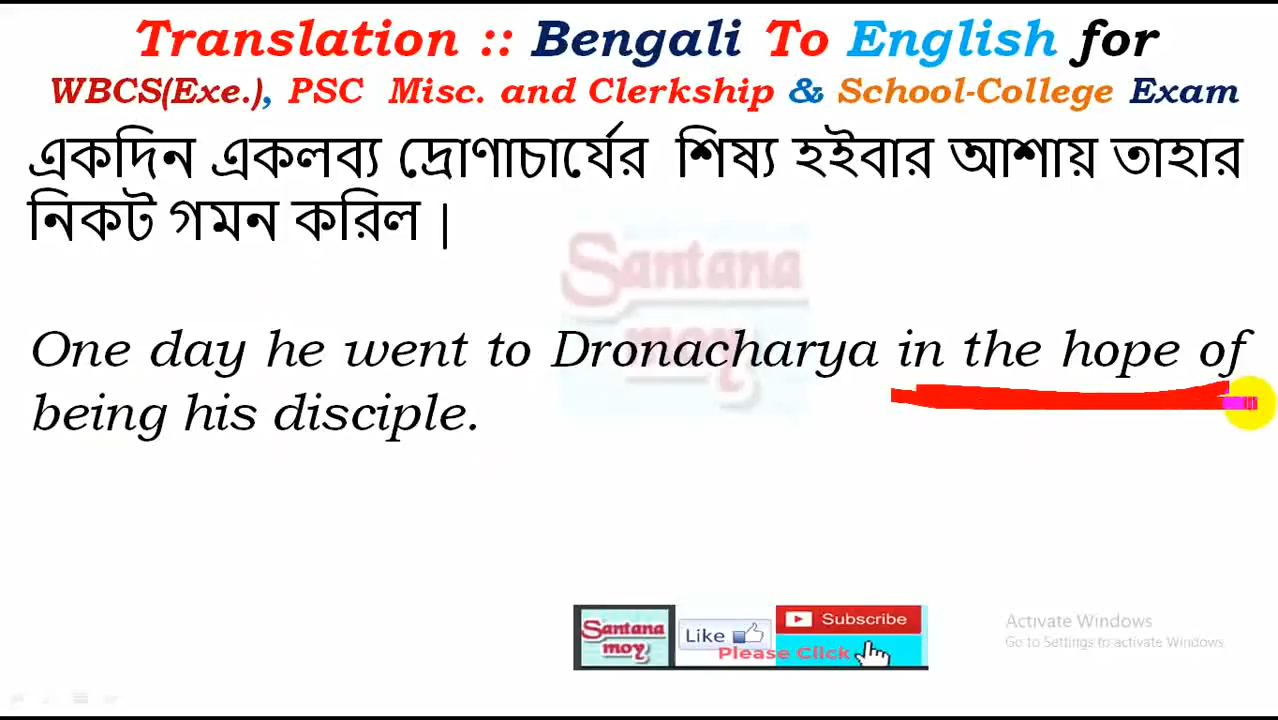 Translation :: Bengali To English for
WBCS(Exe.), PSC Misc. and Clerkship & School-College Exam
একদিন একলব্য দ্রোণাচার্যের শিষ্য হইবার আশায় তাহার
নিকট গমন করিল |
Santana
moy
One day he went to Dronacharya in the hope of
being his disciple.
Santana
moy
Like
Subscribe
Please Click
Activate Windows
Go to Settings to activate Windows.